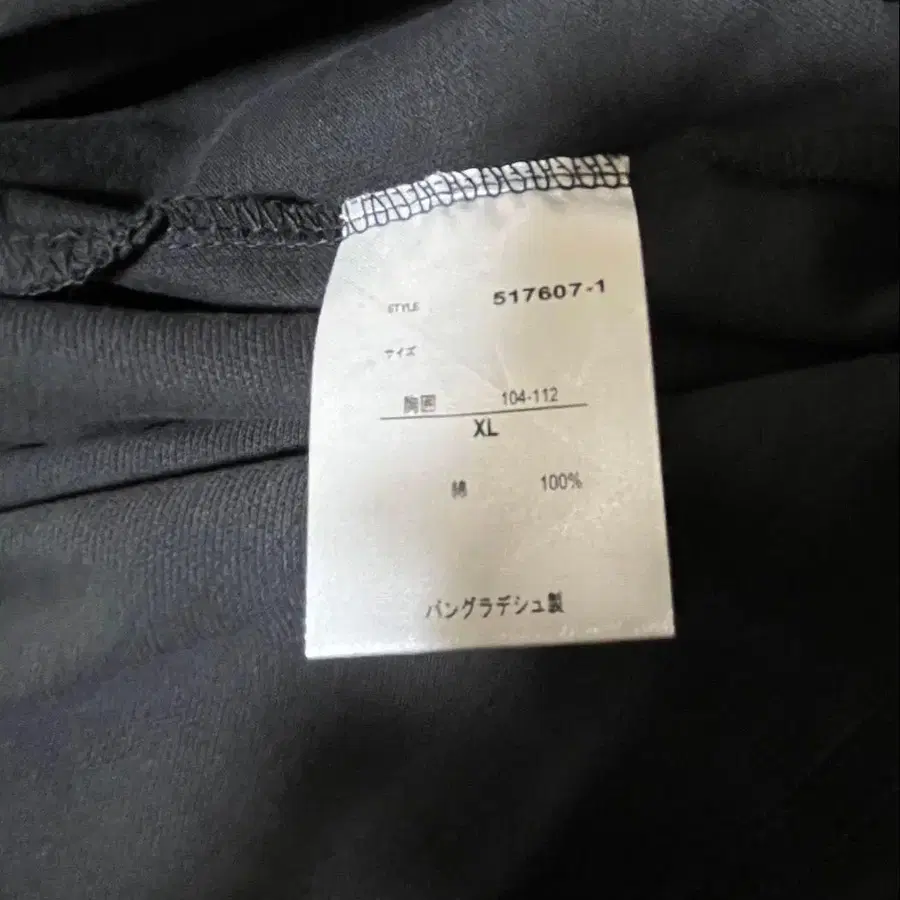 STYLE 517607-1
サイズ
胸囲 104-112
XL
綿 100%
バングラデシュ製